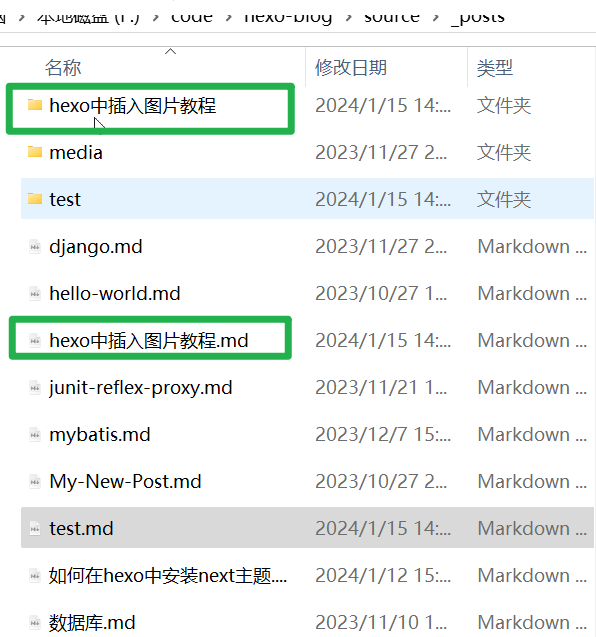 本地磁盘 (F:) > code > hexo-blog > source > _posts
名称 修改日期 类型
hexo中插入图片教程 2024/1/15 14:... 文件夹
media 2023/11/27 2... 文件夹
test 2024/1/15 14:... 文件夹
django.md 2023/11/27 2... Markdown ...
hello-world.md 2023/10/27 1... Markdown ...
hexo中插入图片教程.md 2024/1/15 14:... Markdown ...
junit-reflex-proxy.md 2023/11/21 1... Markdown ...
mybatis.md 2023/12/7 15:... Markdown ...
My-New-Post.md 2023/10/27 2... Markdown ...
test.md 2024/1/15 14:... Markdown ...
如何在hexo中安装next主题.... 2024/1/12 15:... Markdown ...
数据库.md 2023/11/10 1... Markdown ...